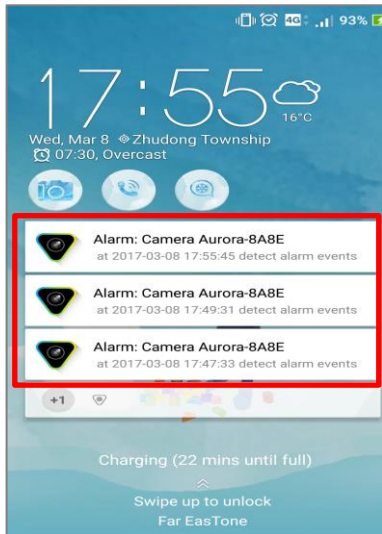 4G 93%
17:55
16°C
Wed, Mar 8 Zhudong Township
07:30, Overcast
Alarm: Camera Aurora-8A8E
at 2017-03-08 17:55:45 detect alarm events
Alarm: Camera Aurora-8A8E
at 2017-03-08 17:49:31 detect alarm events
Alarm: Camera Aurora-8A8E
at 2017-03-08 17:47:33 detect alarm events
+1
Charging (22 mins until full)
Swipe up to unlock
Far EasTone